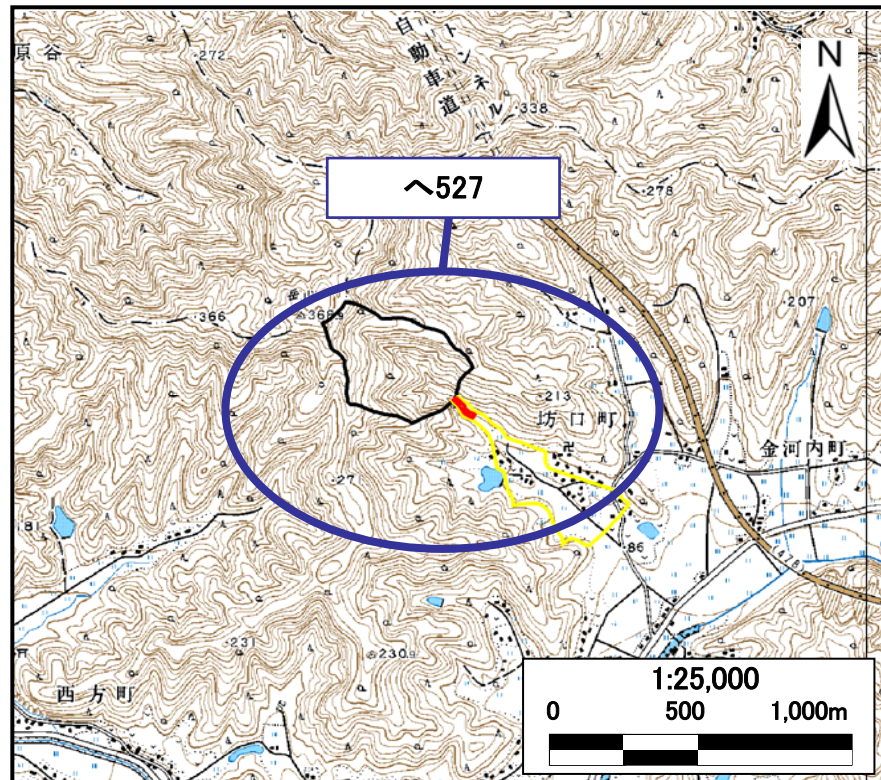 原谷
・272
自動車道
トンネル
・338
N
・278
へ527
・366
・207
・213
坊口町
金河内町
・27
・86
・231
230.9
西方町
1:25,000
0 500 1,000m